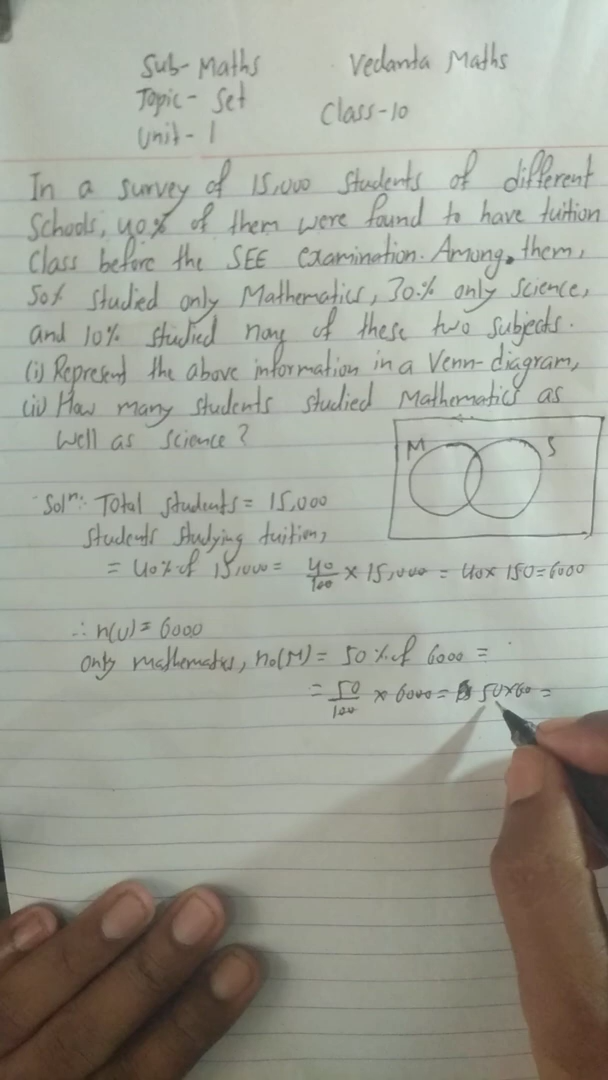 Sub- Maths Vedanta Maths
Topic- Set Class-10
Unit- 1
In a survey of 15,000 students of different
Schools, 40% of them were found to have tuition
Class before the SEE examination. Among, them,
50% studied only Mathematics, 30% only science,
and 10% studied none of these two subjects.
(i) Represent the above information in a Venn-diagram,
(ii) How many students studied Mathematics as
well as science?
M S
Solⁿ: Total students = 15,000
students studying tuition,
= 40% of 15,000 = 40/100 × 15,000 = 40× 150=6000
∴ n(U)= 6000
Only mathematics, no(M) = 50% of 6000 =
= 50/100 × 6000 = 50×60 =